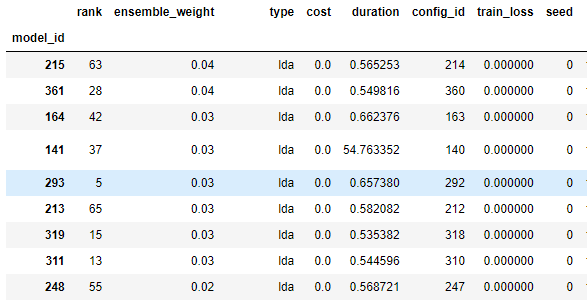 rank ensemble_weight type cost duration config_id train_loss seed
model_id
215 63 0.04 lda 0.0 0.565253 214 0.000000 0
361 28 0.04 lda 0.0 0.549816 360 0.000000 0
164 42 0.03 lda 0.0 0.662376 163 0.000000 0
141 37 0.03 lda 0.0 54.763352 140 0.000000 0
293 5 0.03 lda 0.0 0.657380 292 0.000000 0
213 65 0.03 lda 0.0 0.582082 212 0.000000 0
319 15 0.03 lda 0.0 0.535382 318 0.000000 0
311 13 0.03 lda 0.0 0.544596 310 0.000000 0
248 55 0.02 lda 0.0 0.568721 247 0.000000 0